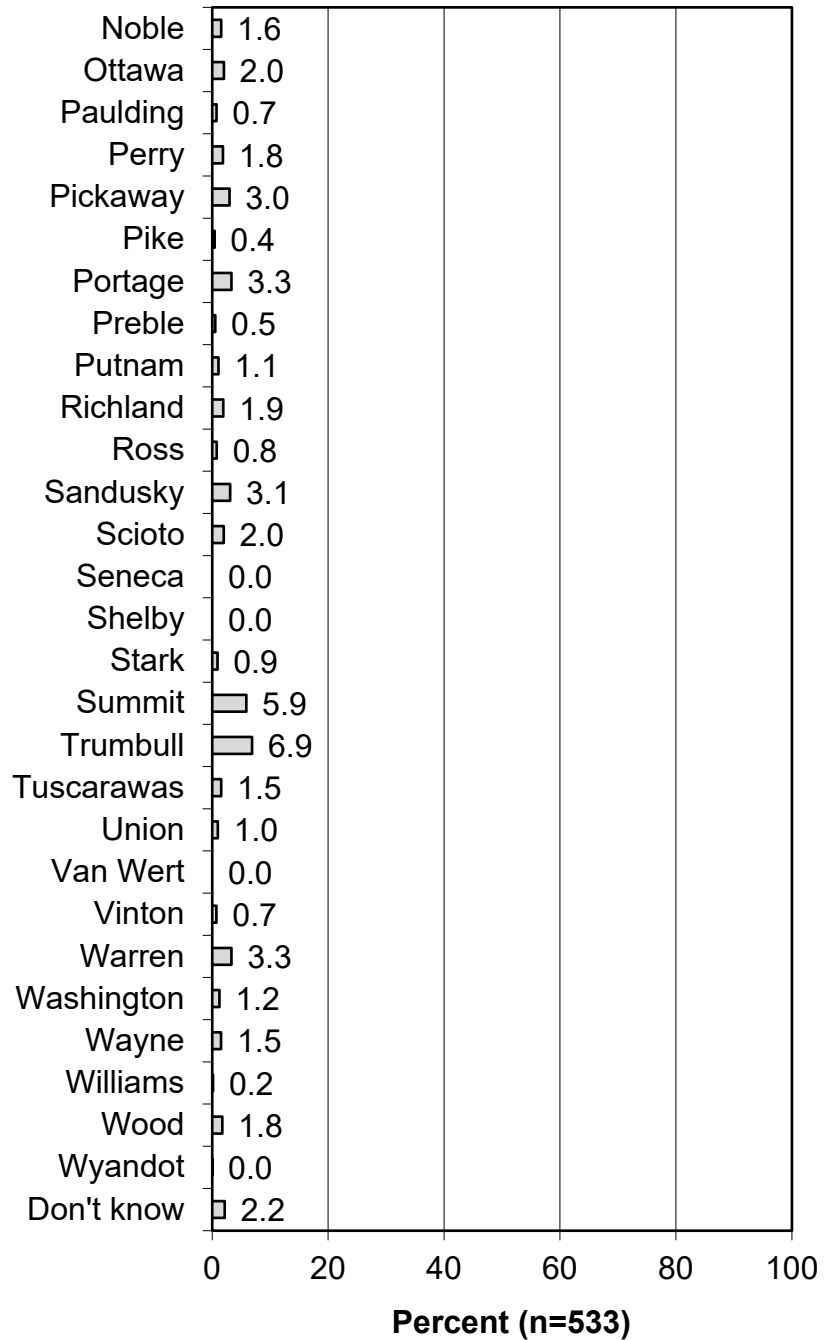 Noble 1.6
Ottawa 2.0
Paulding 0.7
Perry 1.8
Pickaway 3.0
Pike 0.4
Portage 3.3
Preble 0.5
Putnam 1.1
Richland 1.9
Ross 0.8
Sandusky 3.1
Scioto 2.0
Seneca 0.0
Shelby 0.0
Stark 0.9
Summit 5.9
Trumbull 6.9
Tuscarawas 1.5
Union 1.0
Van Wert 0.0
Vinton 0.7
Warren 3.3
Washington 1.2
Wayne 1.5
Williams 0.2
Wood 1.8
Wyandot 0.0
Don't know 2.2
0 20 40 60 80 100
Percent (n=533)